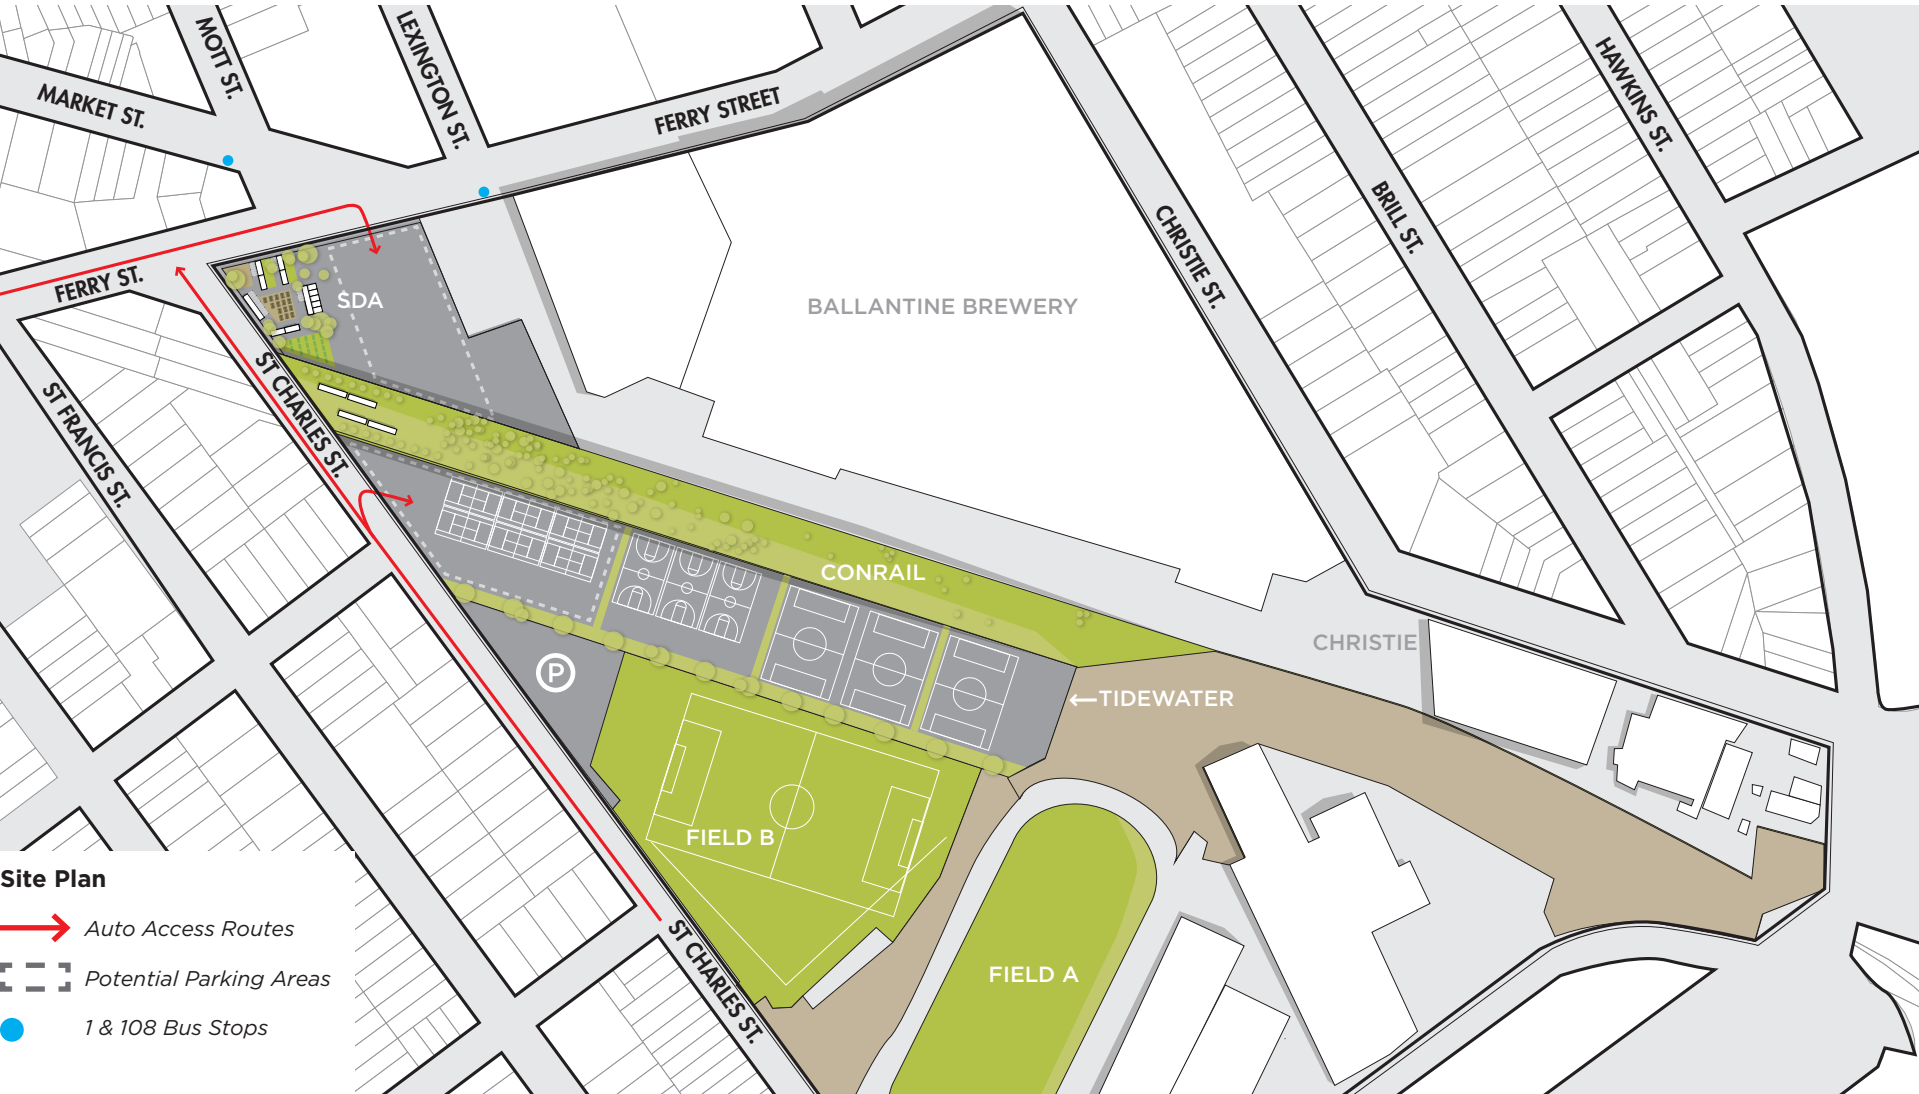 MOTT ST.
LEXINGTON ST.
MARKET ST.
FERRY STREET
HAWKINS ST.
BRILL ST.
CHRISTIE ST.
FERRY ST.
SDA
BALLANTINE BREWERY
ST CHARLES ST.
ST FRANCIS ST.
CONRAIL
CHRISTIE
P
←TIDEWATER
FIELD B
FIELD A
ST CHARLES ST.
Site Plan
Auto Access Routes
Potential Parking Areas
1 & 108 Bus Stops